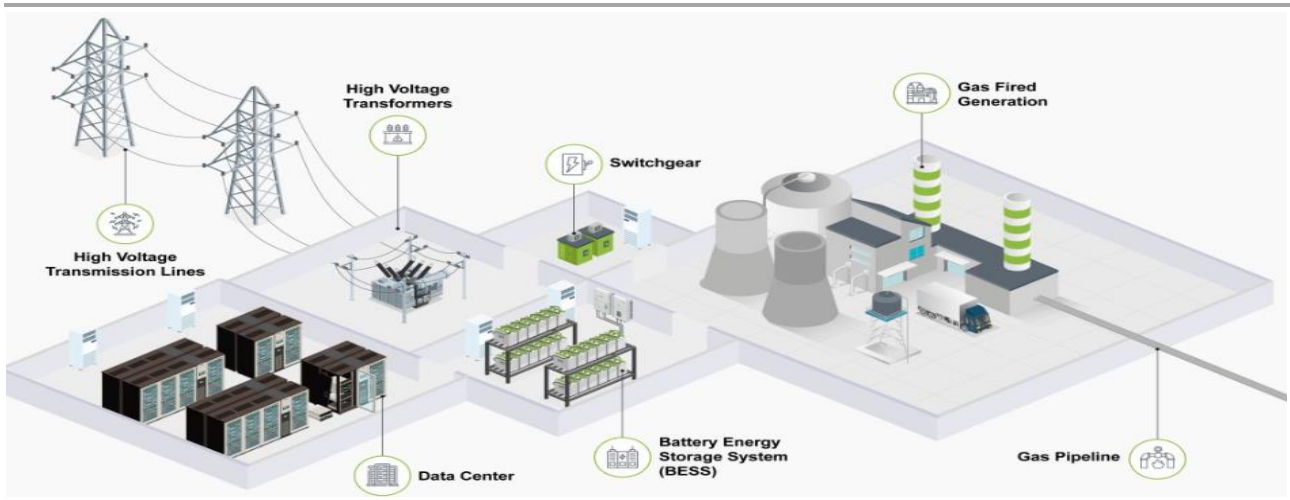 High Voltage
Transformers
Gas Fired
Generation
Switchgear
High Voltage
Transmission Lines
Battery Energy
Storage System
(BESS)
Data Center
Gas Pipeline